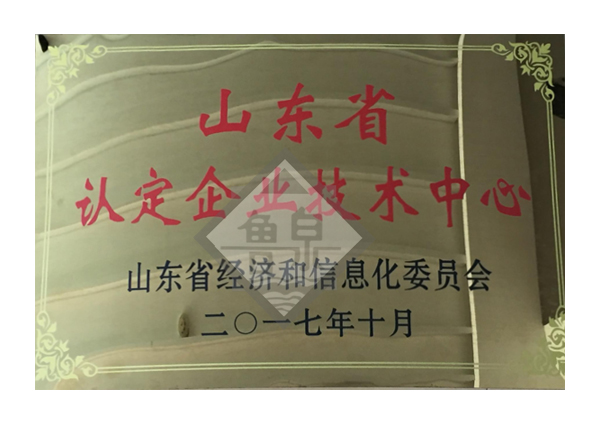 山东省
认定企业技术中心
山东省经济和信息化委员会
二〇一七年十月